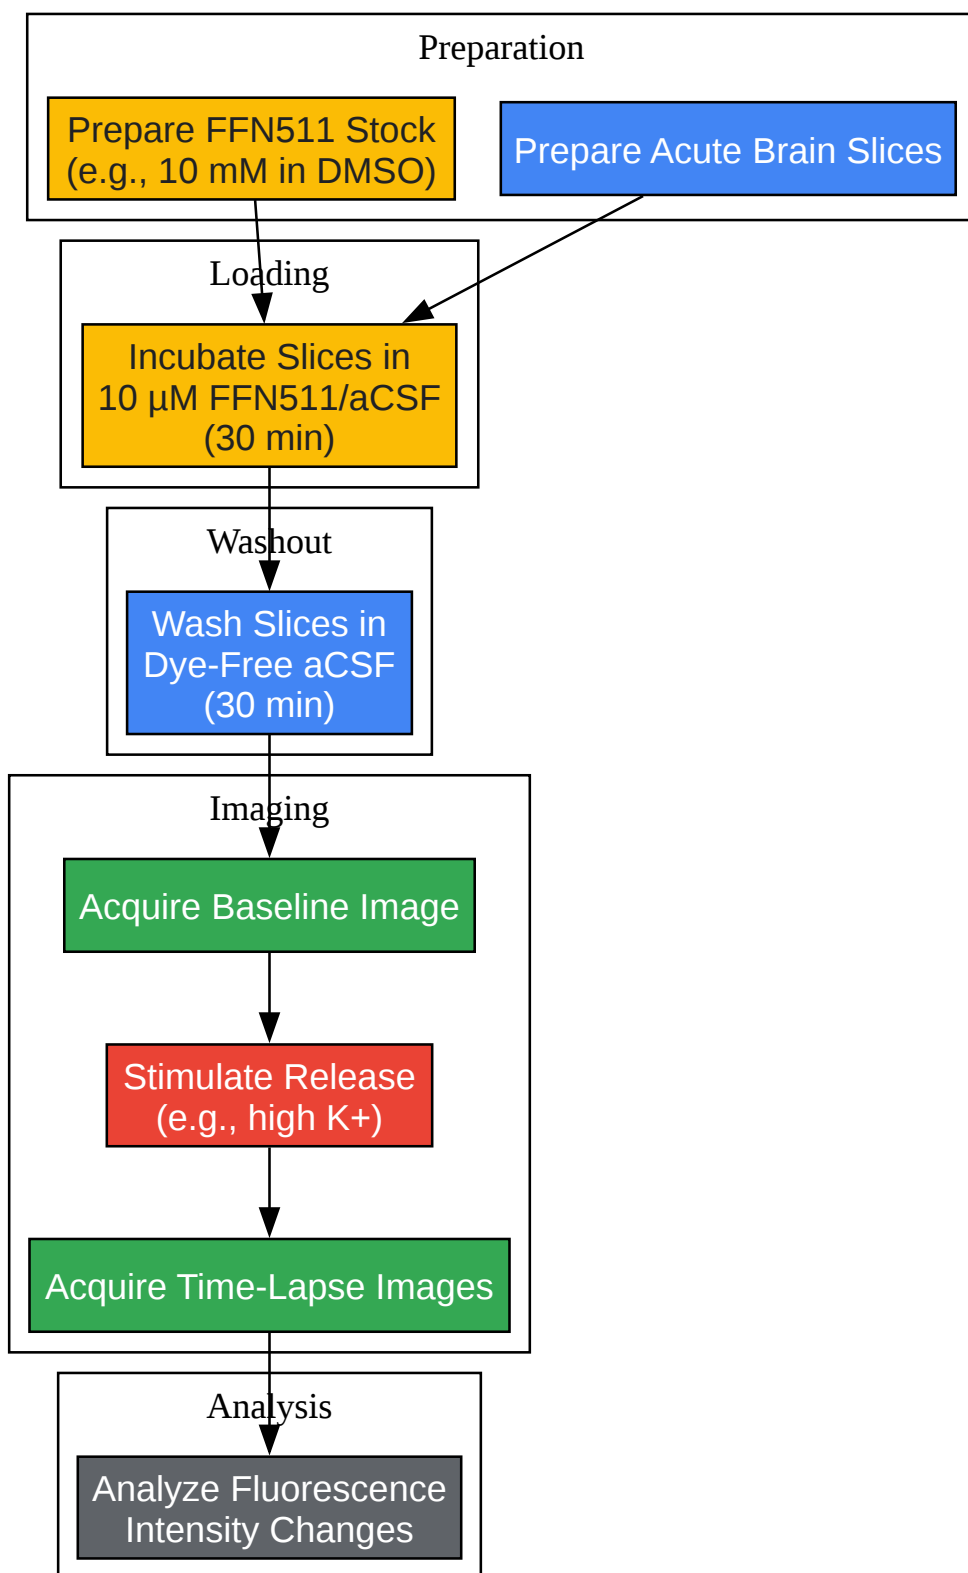 Preparation
Prepare FFN511 Stock
(e.g., 10 mM in DMSO)
Prepare Acute Brain Slices
Loading
Incubate Slices in
10 µM FFN511/aCSF
(30 min)
Washout
Wash Slices in
Dye-Free aCSF
(30 min)
Imaging
Acquire Baseline Image
Stimulate Release
(e.g., high K+)
Acquire Time-Lapse Images
Analysis
Analyze Fluorescence
Intensity Changes